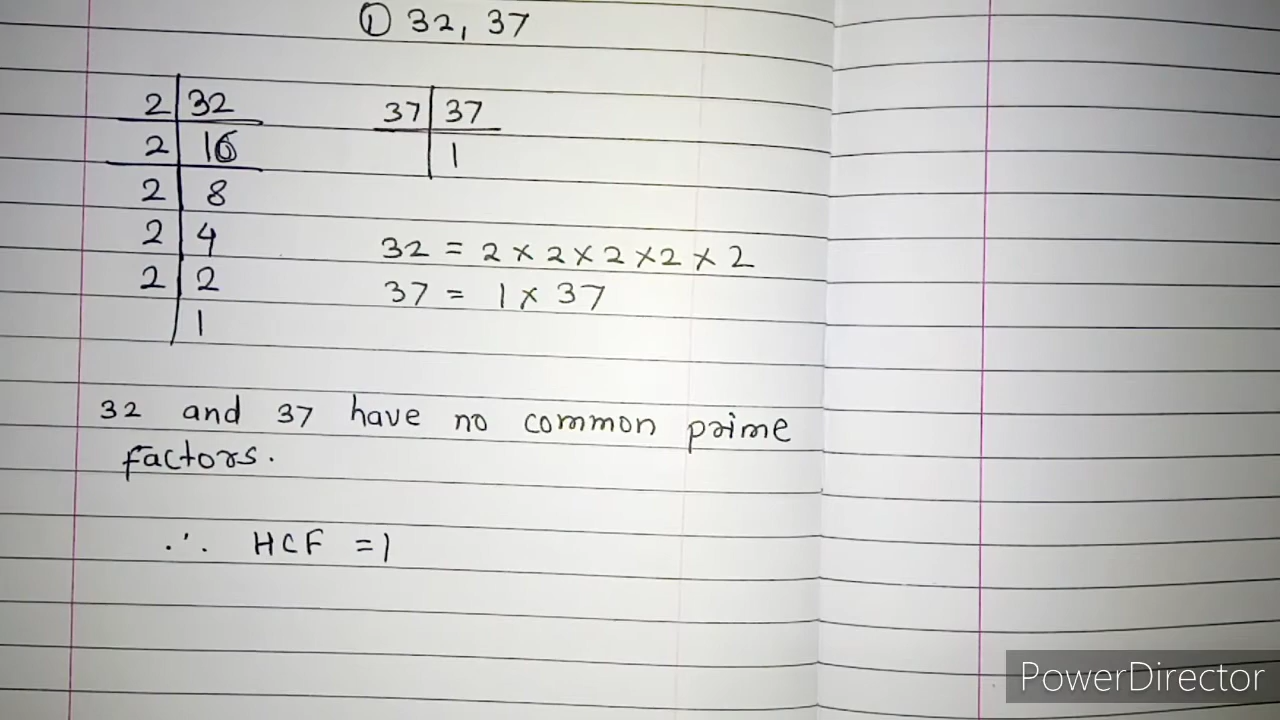 ① 32, 37
2 | 32
2 | 16
2 | 8
2 | 4
2 | 2
1
37 | 37
1
32 = 2 × 2 × 2 × 2 × 2
37 = 1 × 37
32 and 37 have no common prime
factors.
∴ HCF = 1
PowerDirector